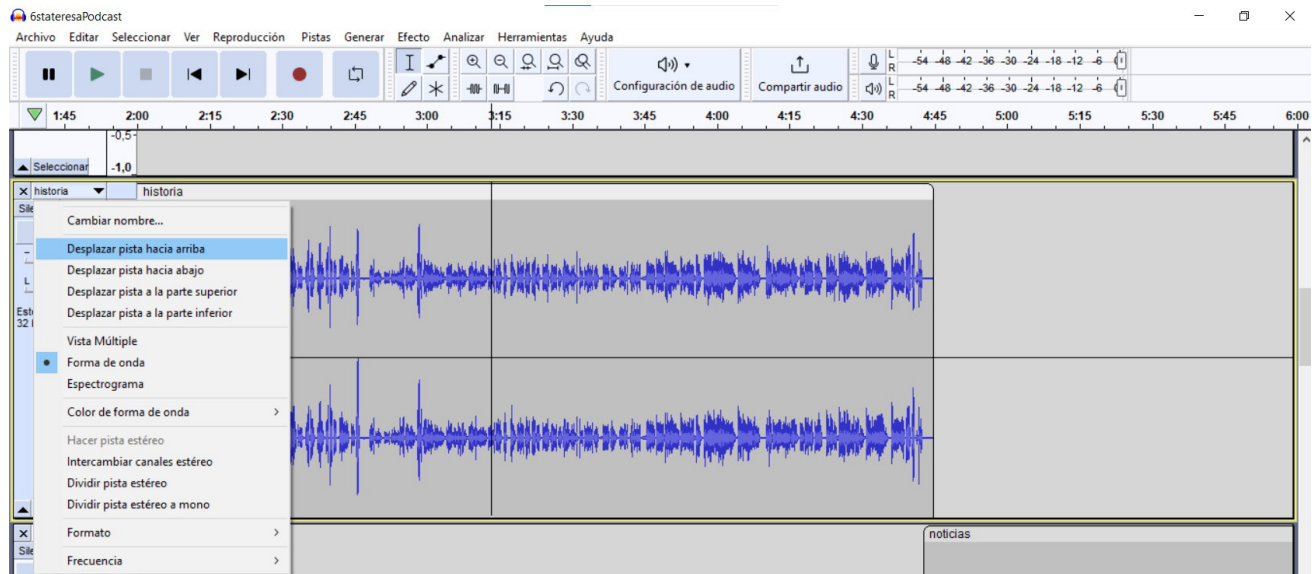 6stateresaPodcast
Archivo Editar Seleccionar Ver Reproducción Pistas Generar Efecto Analizar Herramientas Ayuda
Configuración de audio
Compartir audio
L -54 -48 -42 -36 -30 -24 -18 -12 -6
R
L -54 -48 -42 -36 -30 -24 -18 -12 -6
R
1:45 2:00 2:15 2:30 2:45 3:00 3:15 3:30 3:45 4:00 4:15 4:30 4:45 5:00 5:15 5:30 5:45 6:00
-0,5
Seleccionar -1,0
historia historia
Cambiar nombre...
Desplazar pista hacia arriba
Desplazar pista hacia abajo
L
Desplazar pista a la parte superior
Desplazar pista a la parte inferior
32
Vista Múltiple
Forma de onda
Espectrograma
Color de forma de onda
Hacer pista estéreo
Intercambiar canales estéreo
Dividir pista estéreo
Dividir pista estéreo a mono
Formato
noticias
Frecuencia